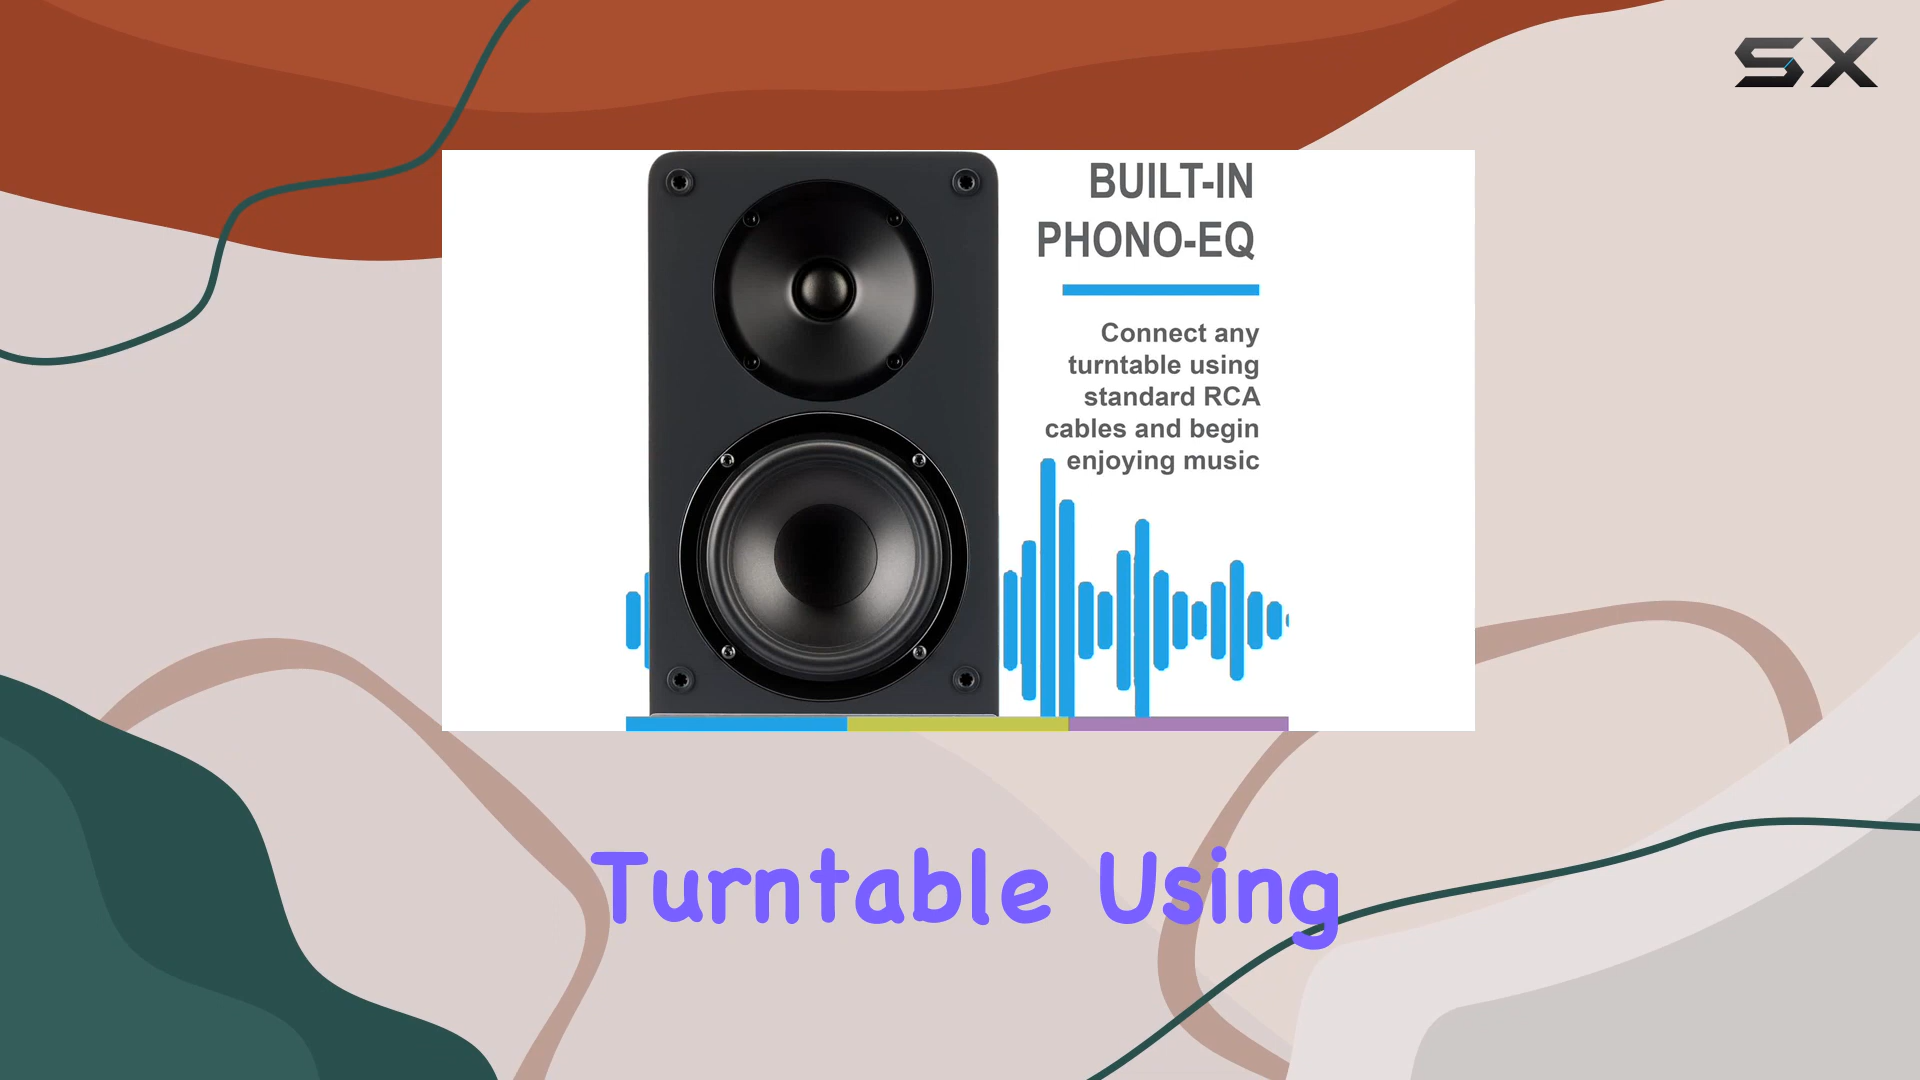 SX
BUILT-IN
PHONO-EQ
Connect any
turntable using
standard RCA
cables and begin
enjoying music
Turntable Using